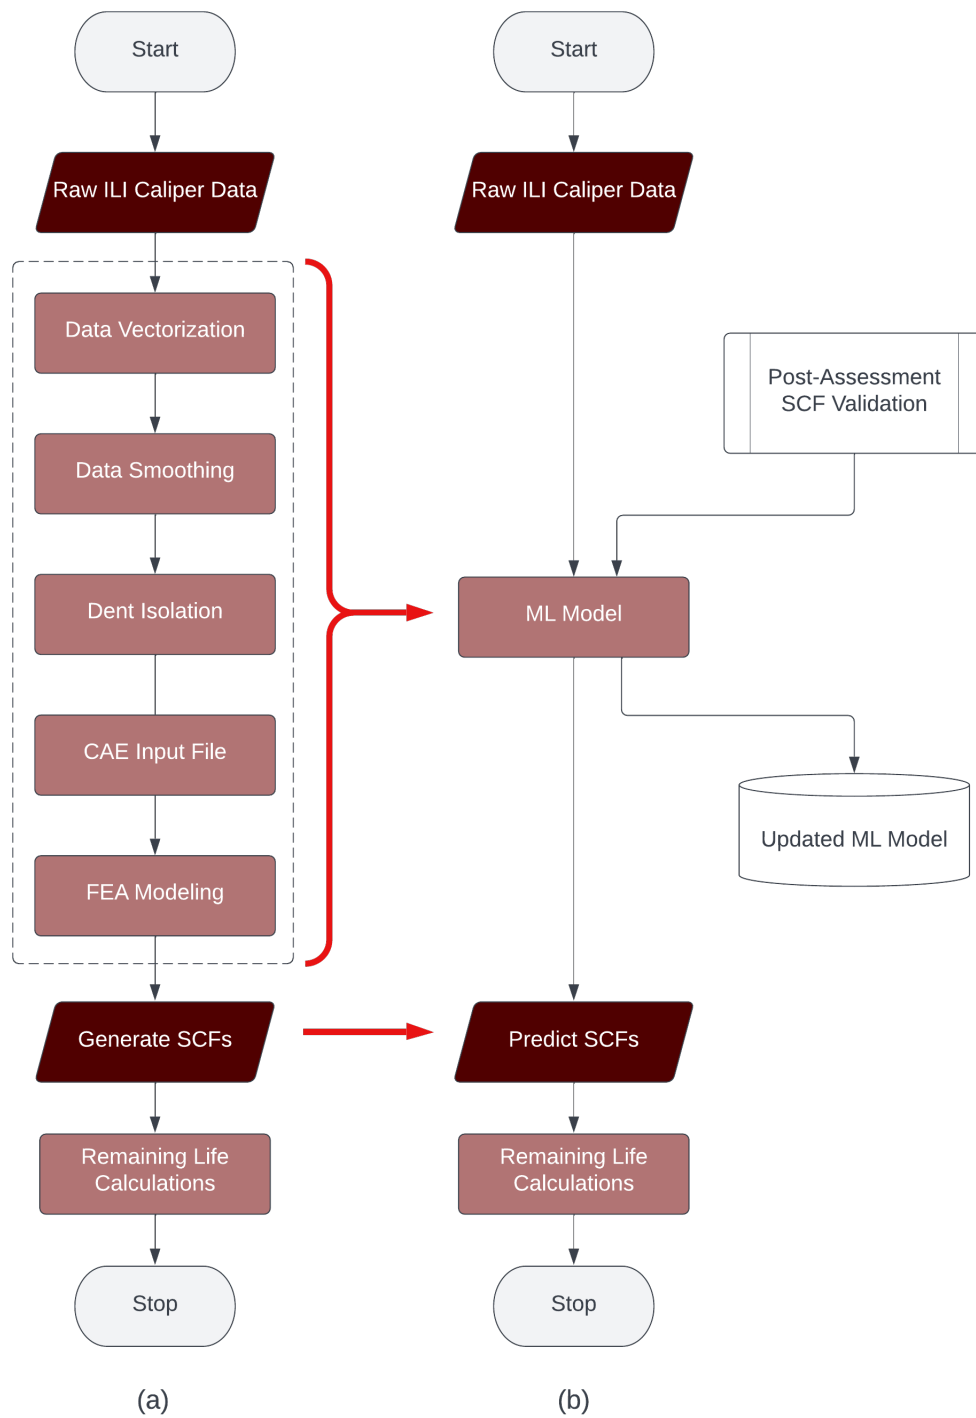 Start
Raw ILI Caliper Data
Data Vectorization
Data Smoothing
Dent Isolation
CAE Input File
FEA Modeling
Generate SCFs
Remaining Life
Calculations
Stop
(a)
Start
Raw ILI Caliper Data
Post-Assessment
SCF Validation
ML Model
Updated ML Model
Predict SCFs
Remaining Life
Calculations
Stop
(b)